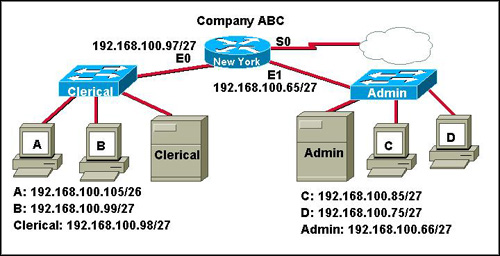 Company ABC
192.168.100.97/27
S0
E0
New York
E1
192.168.100.65/27
Clerical
Admin
A
B
Clerical
Admin
C
D
A: 192.168.100.105/26
B: 192.168.100.99/27
Clerical: 192.168.100.98/27
C: 192.168.100.85/27
D: 192.168.100.75/27
Admin: 192.168.100.66/27